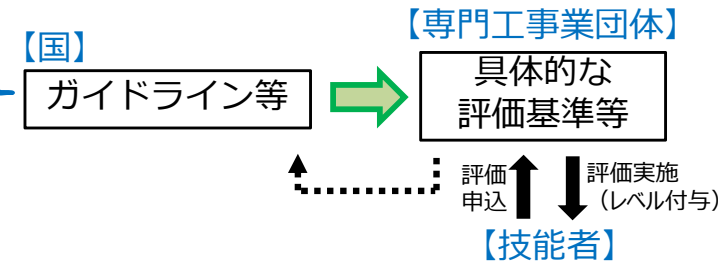 【専門工事業団体】
【国】
ガイドライン等
具体的な
評価基準等
評価
申込
評価実施
（レベル付与）
【技能者】